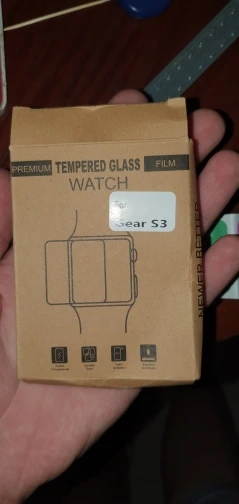 PREMIUM TEMPERED GLASS FILM
WATCH
For
Gear S3
NEWER BETTER